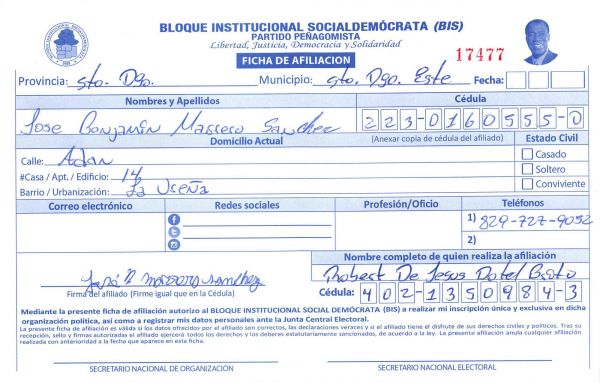 BLOQUE INSTITUCIONAL SOCIALDEMÓCRATA (BIS)
PARTIDO PEÑAGOMISTA
Libertad, Justicia, Democracia y Solidaridad
FICHA DE AFILIACION
17477
Provincia: Sto. Dgo. Municipio: Sto. Dgo. Este Fecha:
Nombres y Apellidos Cédula
Jose Benjamin Marcero Sanchez 223-0160555-0
Domicilio Actual (Anexar copia de cédula del afiliado) Estado Civil
Calle: Adan Casado
#Casa / Apt. / Edificio: 14 Soltero
Barrio / Urbanización: La Ureña Conviviente
Correo electrónico Redes sociales Profesión/Oficio Teléfonos
1) 829-727-9052
2)
Nombre completo de quien realiza la afiliación
Robert De Jesus Dotel
Firma del afiliado (Firme igual que en la Cédula) Cédula: 402-1350984-3
Mediante la presente ficha de afiliación autorizo al BLOQUE INSTITUCIONAL SOCIAL DEMÓCRATA (BIS) a realizar mi inscripción única y exclusiva en dicha
organización política, así como a registrar mis datos personales ante la Junta Central Electoral.
La presente ficha de afiliación es válida si los datos ofrecidos por el afiliado son correctos, las declaraciones veraces y si el afiliado tiene el disfrute de sus derechos civiles y políticos. Tras su
recepción, sello y firmas autorizadas el afiliado ejercerá todos los derechos y los deberes estatutariamente sancionados, de acuerdo a la ley. La presente afiliación anula cualquier afiliación
realizada con anterioridad a la fecha que aparece en esta ficha.
SECRETARIO NACIONAL DE ORGANIZACIÓN SECRETARIO NACIONAL ELECTORAL